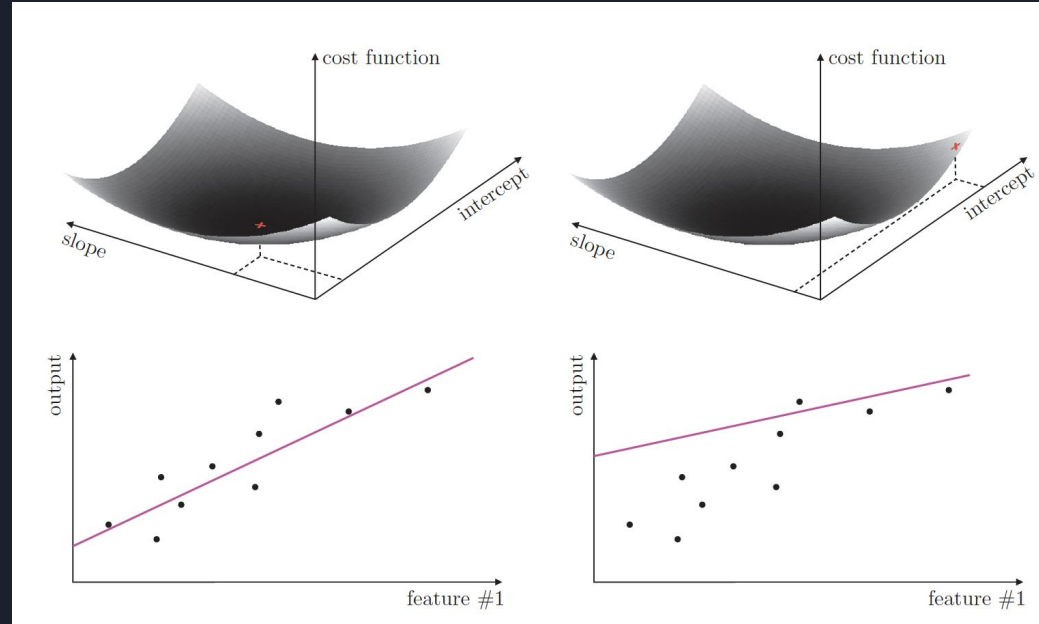 cost function
intercept
slope
cost function
intercept
slope
output
feature #1
output
feature #1